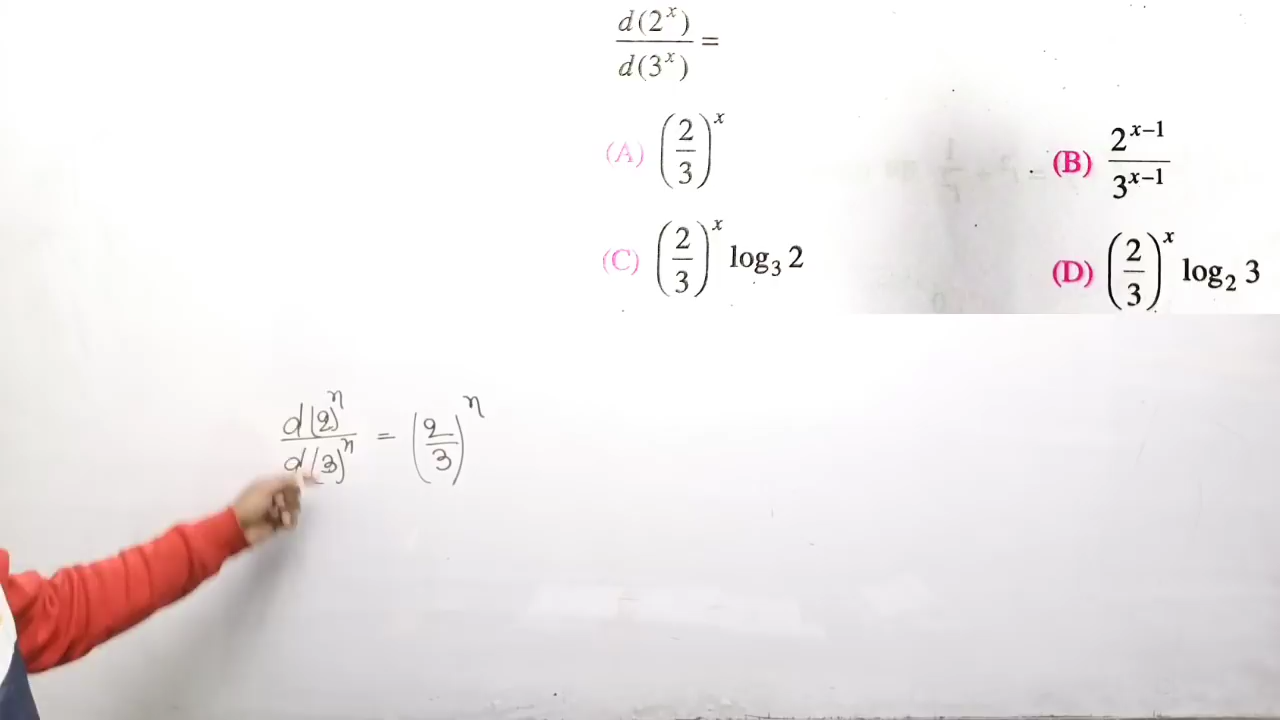 d(2^x)/d(3^x) =
(A) (2/3)^x
(B) 2^(x–1)/3^(x–1)
(C) (2/3)^x log₃ 2
(D) (2/3)^x log₂ 3
d(2)^x/d(3)^x = (2/3)^x